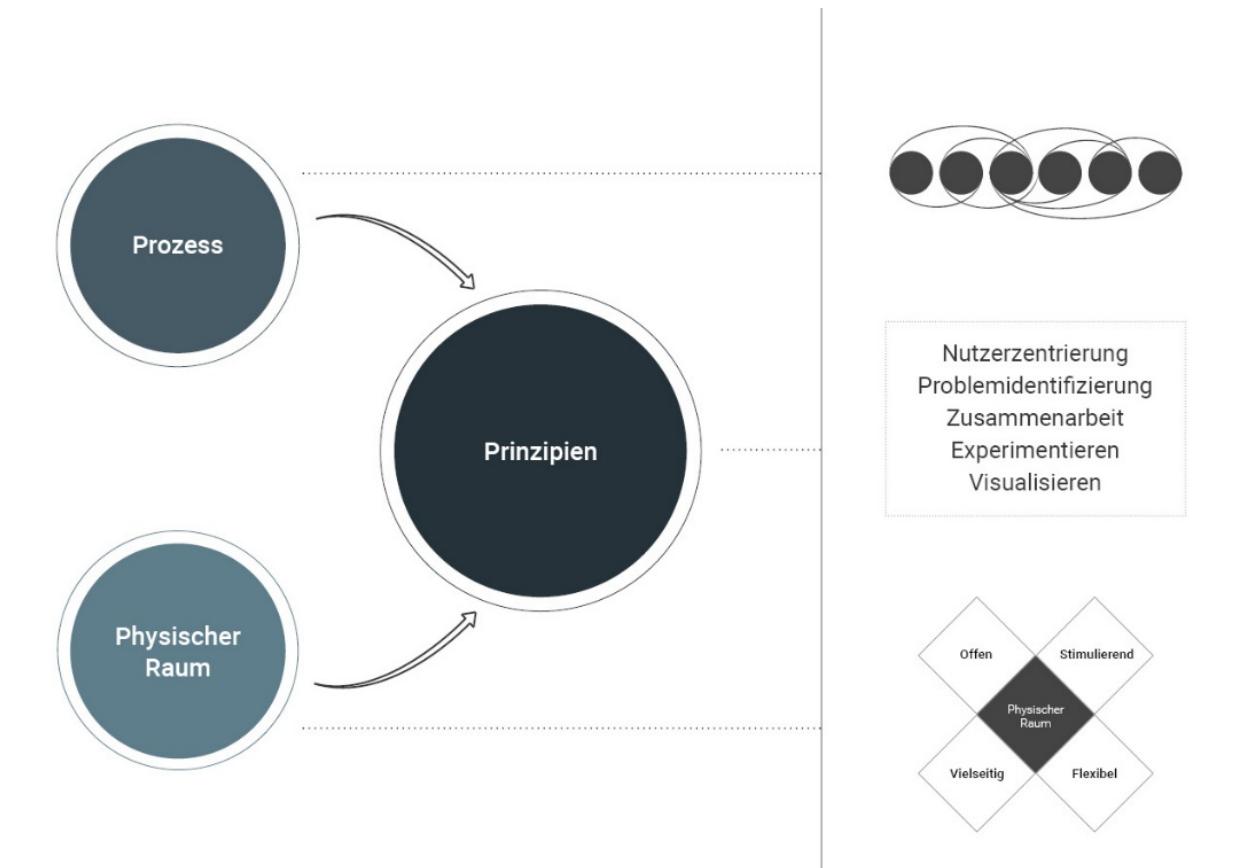 Prozess
Prinzipien
Physischer
Raum
Nutzerzentrierung
Problemidentifizierung
Zusammenarbeit
Experimentieren
Visualisieren
Offen
Stimulierend
Physischer
Raum
Vielseitig
Flexibel